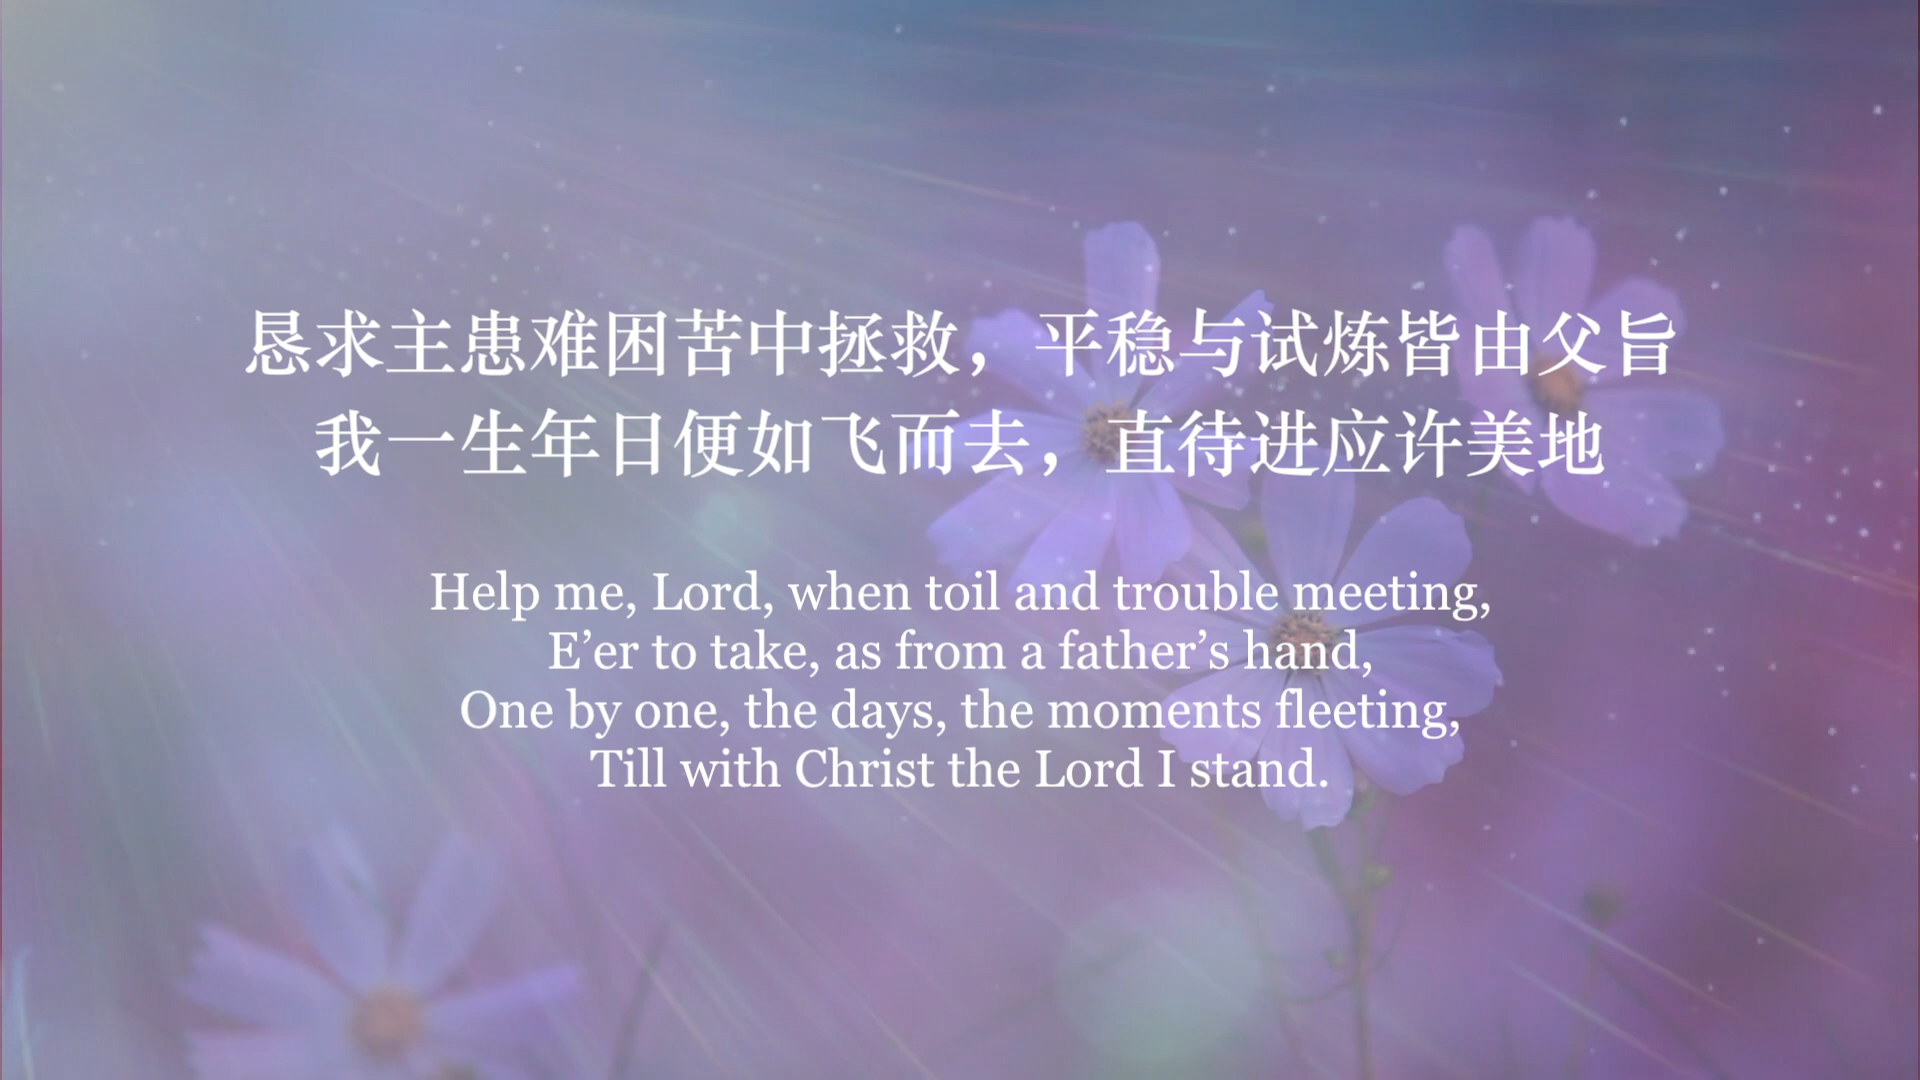 恳求主患难困苦中拯救，平稳与试炼皆由父旨
我一生年日便如飞而去，直待进应许美地
Help me, Lord, when toil and trouble meeting,
E’er to take, as from a father’s hand,
One by one, the days, the moments fleeting,
Till with Christ the Lord I stand.